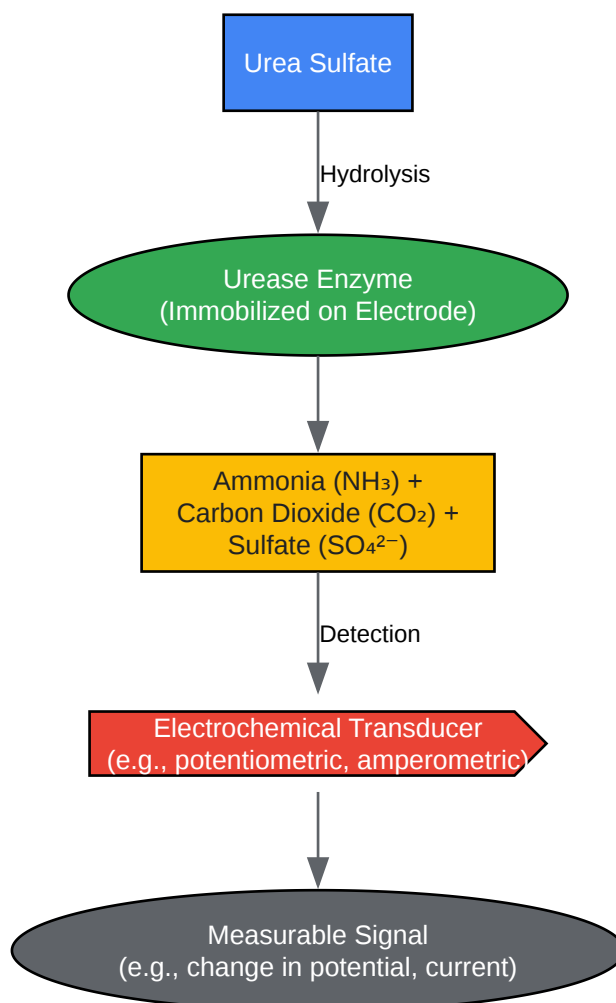 Urea Sulfate
Hydrolysis
Urease Enzyme
(Immobilized on Electrode)
Ammonia (NH₃) +
Carbon Dioxide (CO₂) +
Sulfate (SO₄²⁻)
Detection
Electrochemical Transducer
(e.g., potentiometric, amperometric)
Measurable Signal
(e.g., change in potential, current)